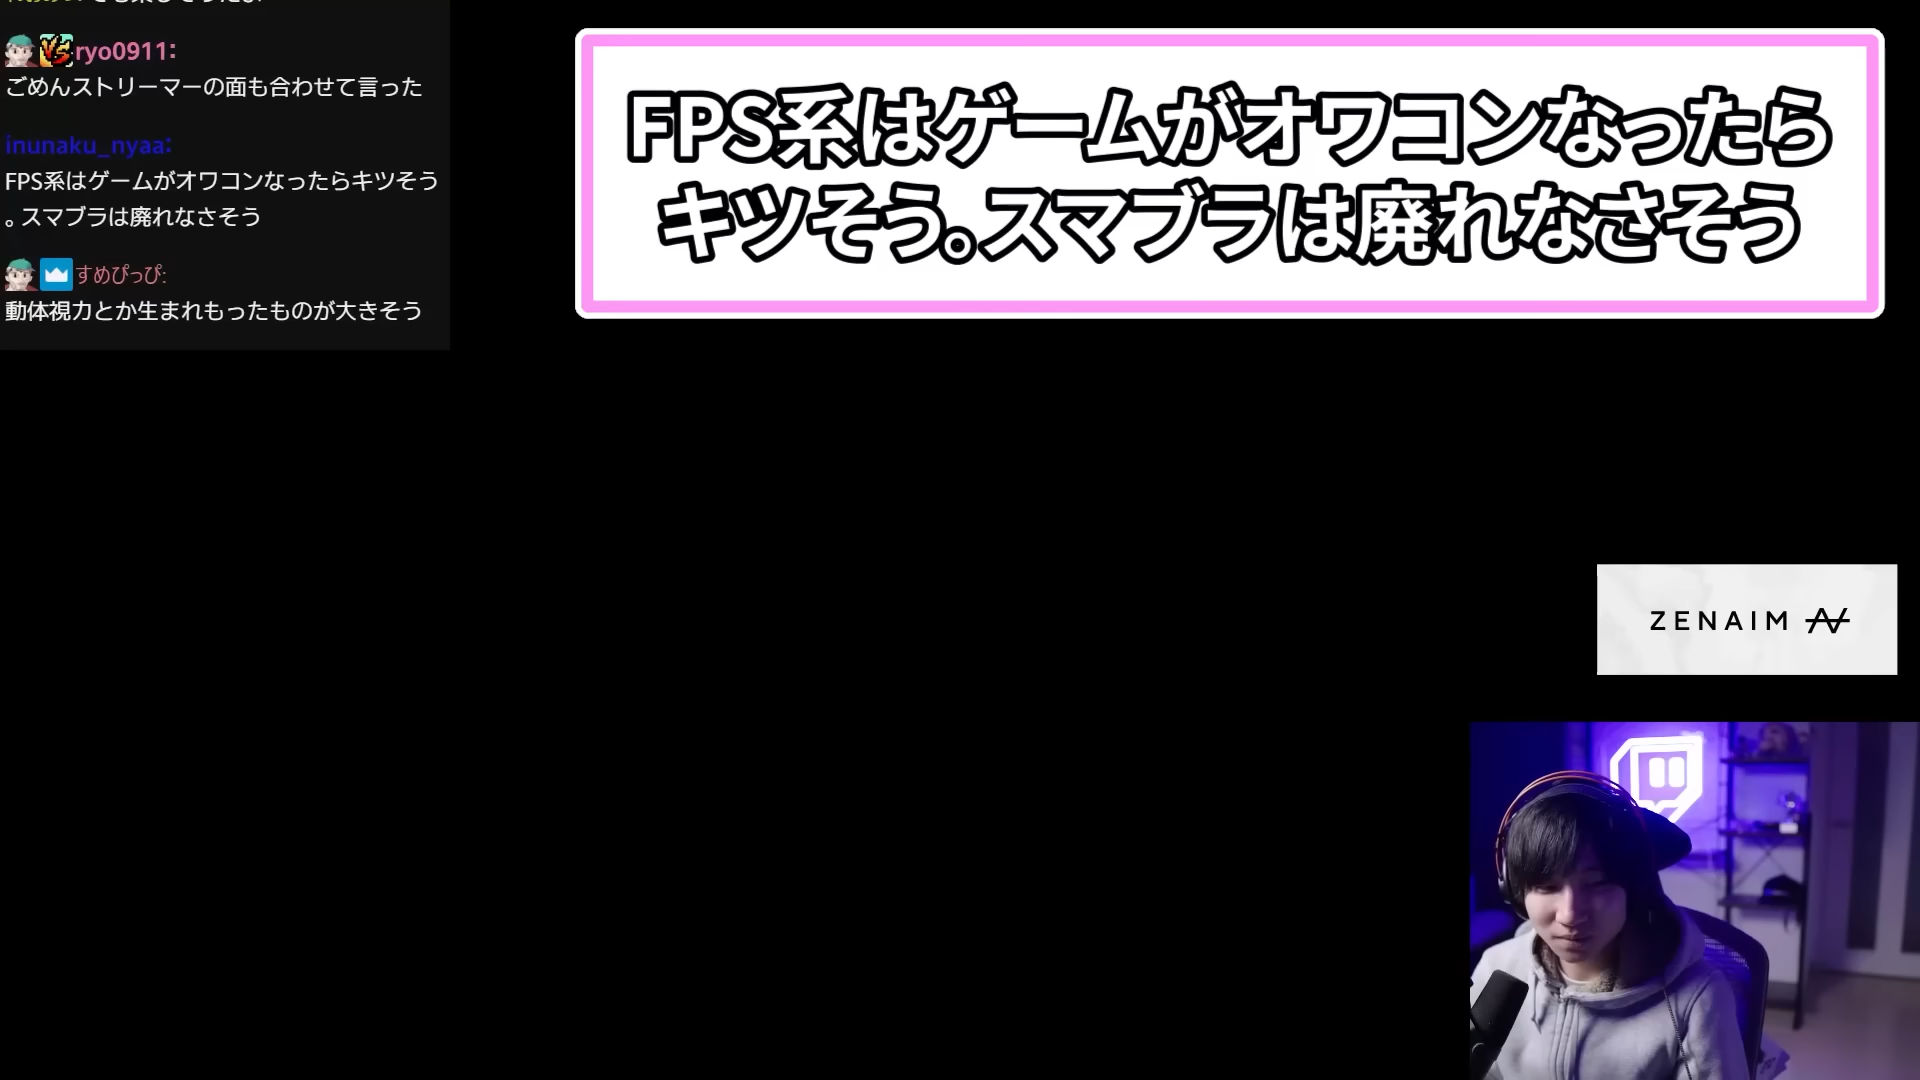 ryo0911:
ごめんストリーマーの面も合わせて言った
inunaku_nyaa:
FPS系はゲームがオワコンなったらキツそう
。スマブラは廃れなさそう
すめぴっぴ:
動体視力とか生まれもったものが大きそう
FPS系はゲームがオワコンなったら
キツそう。スマブラは廃れなさそう
ZENAIM